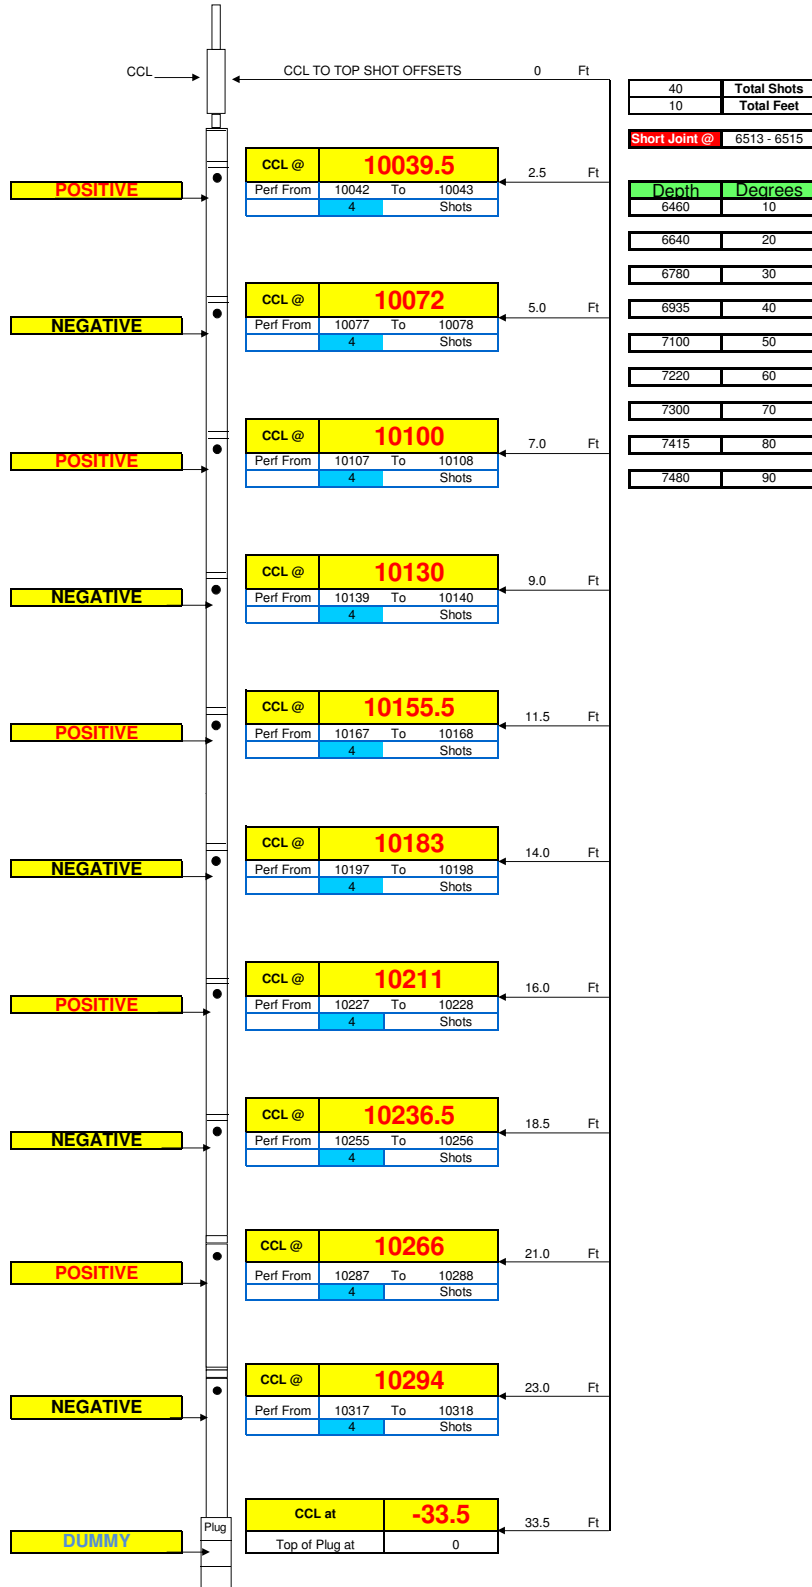 CCL CCL TO TOP SHOT OFFSETS 0 Ft
40 Total Shots
10 Total Feet
Short Joint @ 6513 - 6515
CCL @ 10039.5
2.5 Ft
POSITIVE
Perf From 10042 To 10043
4 Shots
Depth Degrees
6460 10
6640 20
6780 30
6935 40
7100 50
7220 60
7300 70
7415 80
7480 90
CCL @ 10072
5.0 Ft
NEGATIVE
Perf From 10077 To 10078
4 Shots
CCL @ 10100
7.0 Ft
POSITIVE
Perf From 10107 To 10108
4 Shots
CCL @ 10130
9.0 Ft
NEGATIVE
Perf From 10139 To 10140
4 Shots
CCL @ 10155.5
11.5 Ft
POSITIVE
Perf From 10167 To 10168
4 Shots
CCL @ 10183
14.0 Ft
NEGATIVE
Perf From 10197 To 10198
4 Shots
CCL @ 10211
16.0 Ft
POSITIVE
Perf From 10227 To 10228
4 Shots
CCL @ 10236.5
18.5 Ft
NEGATIVE
Perf From 10255 To 10256
4 Shots
CCL @ 10266
21.0 Ft
POSITIVE
Perf From 10287 To 10288
4 Shots
CCL @ 10294
23.0 Ft
NEGATIVE
Perf From 10317 To 10318
4 Shots
Plug
CCL at -33.5
33.5 Ft
DUMMY
Top of Plug at 0